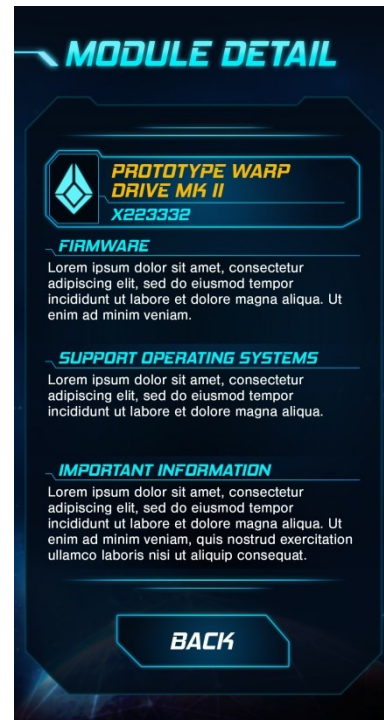 MODULE DETAIL
PROTOTYPE WARP
DRIVE MK II
X223332
FIRMWARE
Lorem ipsum dolor sit amet, consectetur
adipiscing elit, sed do eiusmod tempor
incididunt ut labore et dolore magna aliqua. Ut
enim ad minim veniam.
SUPPORT OPERATING SYSTEMS
Lorem ipsum dolor sit amet, consectetur
adipiscing elit, sed do eiusmod tempor
incididunt ut labore et dolore magna aliqua.
IMPORTANT INFORMATION
Lorem ipsum dolor sit amet, consectetur
adipiscing elit, sed do eiusmod tempor
incididunt ut labore et dolore magna aliqua. Ut
enim ad minim veniam, quis nostrud exercitation
ullamco laboris nisi ut aliquip consequat.
BACK